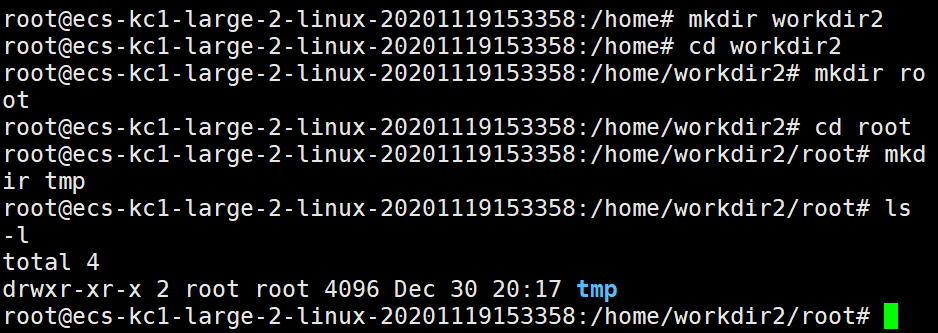 root@ecs-kc1-large-2-linux-20201119153358:/home# mkdir workdir2
root@ecs-kc1-large-2-linux-20201119153358:/home# cd workdir2
root@ecs-kc1-large-2-linux-20201119153358:/home/workdir2# mkdir ro
ot
root@ecs-kc1-large-2-linux-20201119153358:/home/workdir2# cd root
root@ecs-kc1-large-2-linux-20201119153358:/home/workdir2/root# mkd
ir tmp
root@ecs-kc1-large-2-linux-20201119153358:/home/workdir2/root# ls
-l
total 4
drwxr-xr-x 2 root root 4096 Dec 30 20:17 tmp
root@ecs-kc1-large-2-linux-20201119153358:/home/workdir2/root#